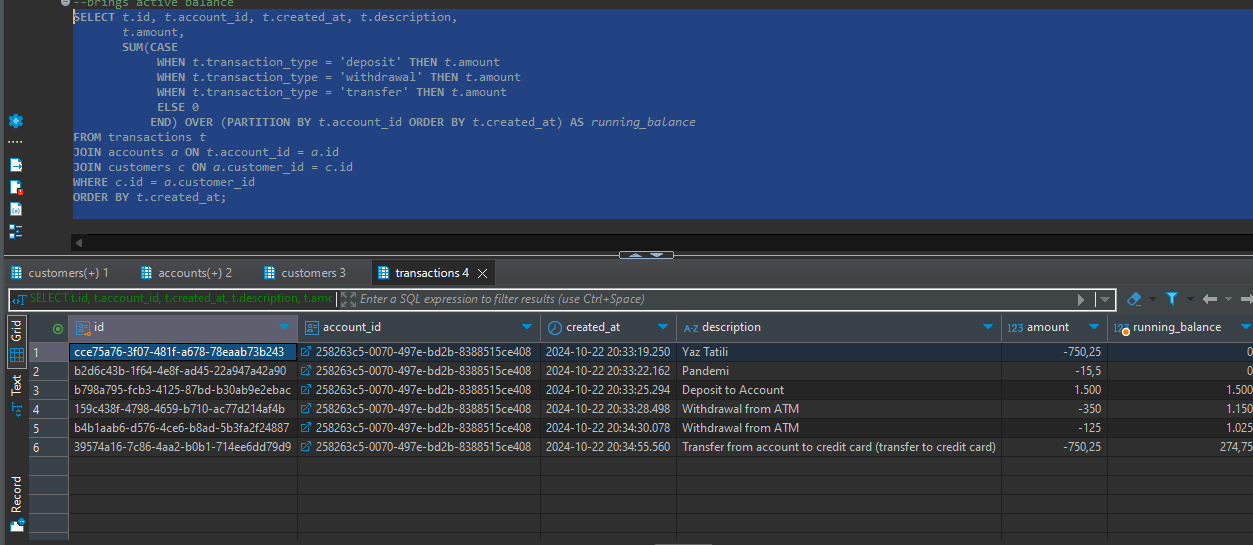 --brings active balance
SELECT t.id, t.account_id, t.created_at, t.description,
t.amount,
SUM(CASE
WHEN t.transaction_type = 'deposit' THEN t.amount
WHEN t.transaction_type = 'withdrawal' THEN t.amount
WHEN t.transaction_type = 'transfer' THEN t.amount
ELSE 0
END) OVER (PARTITION BY t.account_id ORDER BY t.created_at) AS running_balance
FROM transactions t
JOIN accounts a ON t.account_id = a.id
JOIN customers c ON a.customer_id = c.id
WHERE c.id = a.customer_id
ORDER BY t.created_at;
customers(+) 1 accounts(+) 2 customers 3 transactions 4
SELECT t.id, t.account_id, t.created_at, t.description, t.amo Enter a SQL expression to filter results (use Ctrl+Space)
Grid
Text
Record
id account_id created_at A-Z description 123 amount 123 running_balance
1 cce75a76-3f07-481f-a678-78eaab73b243 258263c5-0070-497e-bd2b-8388515ce408 2024-10-22 20:33:19.250 Yaz Tatili -750,25 0
2 b2d6c43b-1f64-4e8f-ad45-22a947a42a90 258263c5-0070-497e-bd2b-8388515ce408 2024-10-22 20:33:22.162 Pandemi -15,5 0
3 b798a795-fcb3-4125-87bd-b30ab9e2ebac 258263c5-0070-497e-bd2b-8388515ce408 2024-10-22 20:33:25.294 Deposit to Account 1.500 1.500
4 159c438f-4798-4659-b710-ac77d214af4b 258263c5-0070-497e-bd2b-8388515ce408 2024-10-22 20:33:28.498 Withdrawal from ATM -350 1.150
5 b4b1aab6-d576-4ce6-b8ad-5b3fa2f24887 258263c5-0070-497e-bd2b-8388515ce408 2024-10-22 20:34:30.078 Withdrawal from ATM -125 1.025
6 39574a16-7c86-4aa2-b0b1-714ee6dd79d9 258263c5-0070-497e-bd2b-8388515ce408 2024-10-22 20:34:55.560 Transfer from account to credit card (transfer to credit card) -750,25 274,75